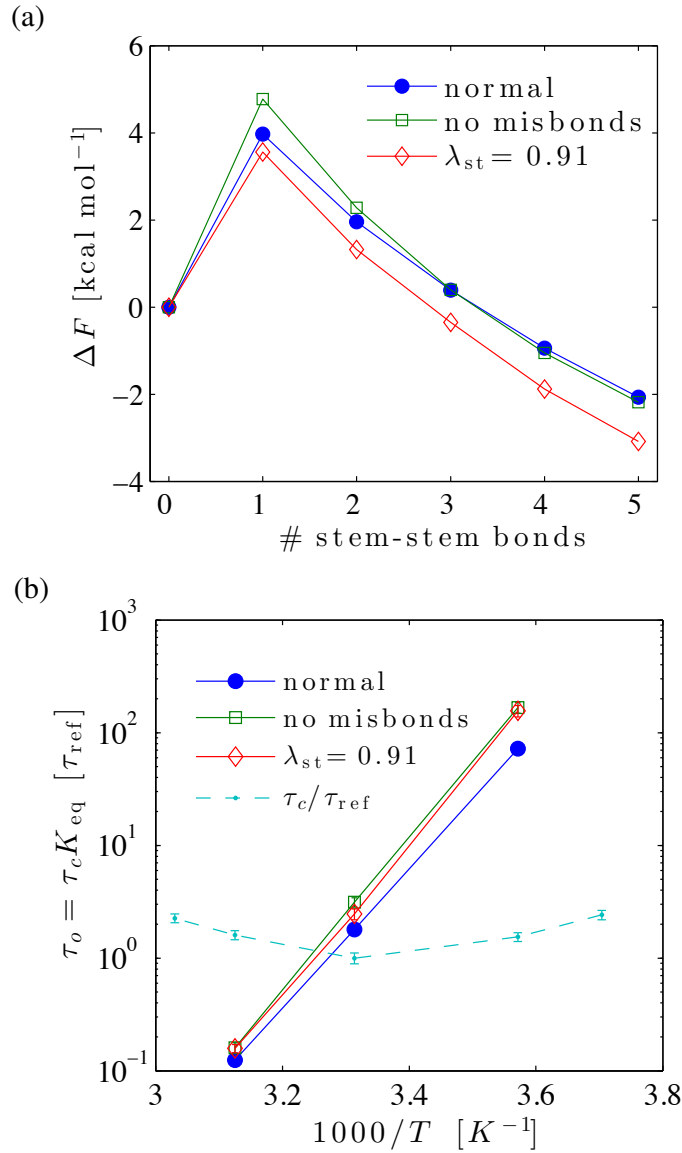 (a)
6
4
2
0
−2
−4
ΔF [kcal mol⁻¹]
normal
no misbonds
λst = 0.91
0 1 2 3 4 5
# stem-stem bonds
(b)
10³
10²
10¹
10⁰
10⁻¹
τo = τcKeq [τref]
normal
no misbonds
λst = 0.91
τc/τref
3 3.2 3.4 3.6 3.8
1000/T [K⁻¹]